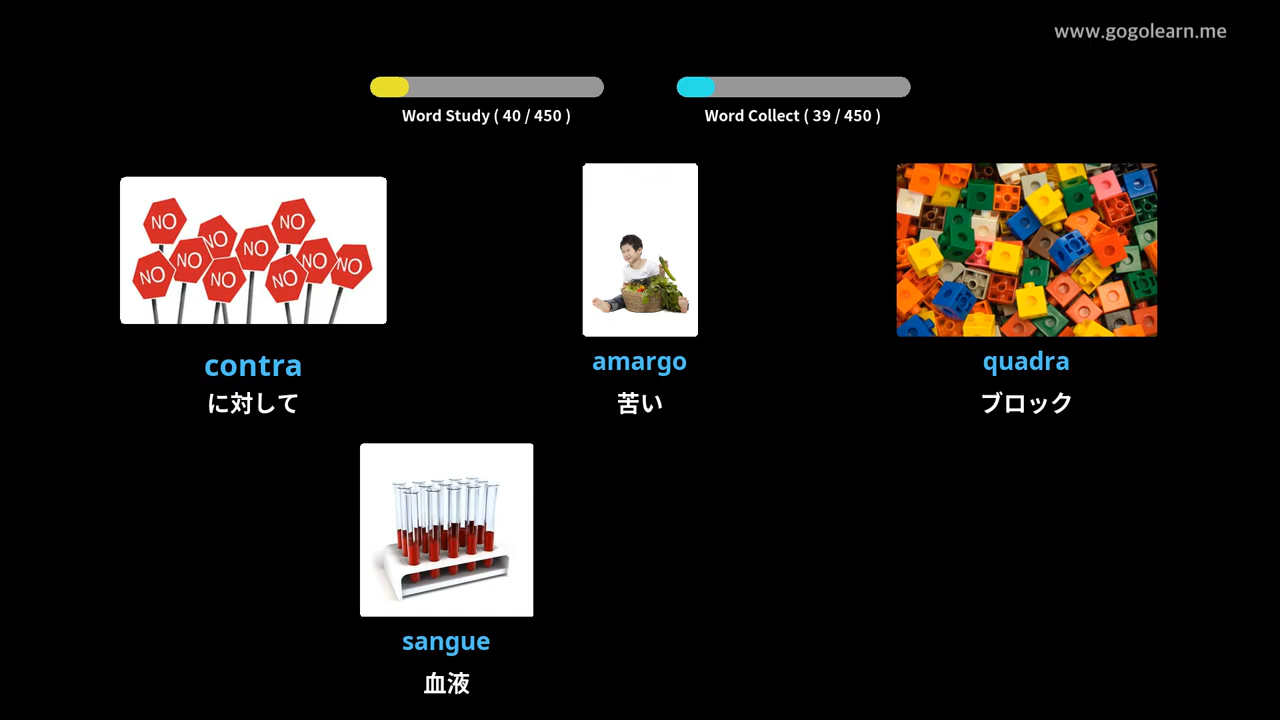 www.gogolearn.me
Word Study ( 40 / 450 )
Word Collect ( 39 / 450 )
NO
NO
NO
NO
NO
NO
NO
NO
NO
NO
contra
に対して
amargo
苦い
quadra
ブロック
sangue
血液